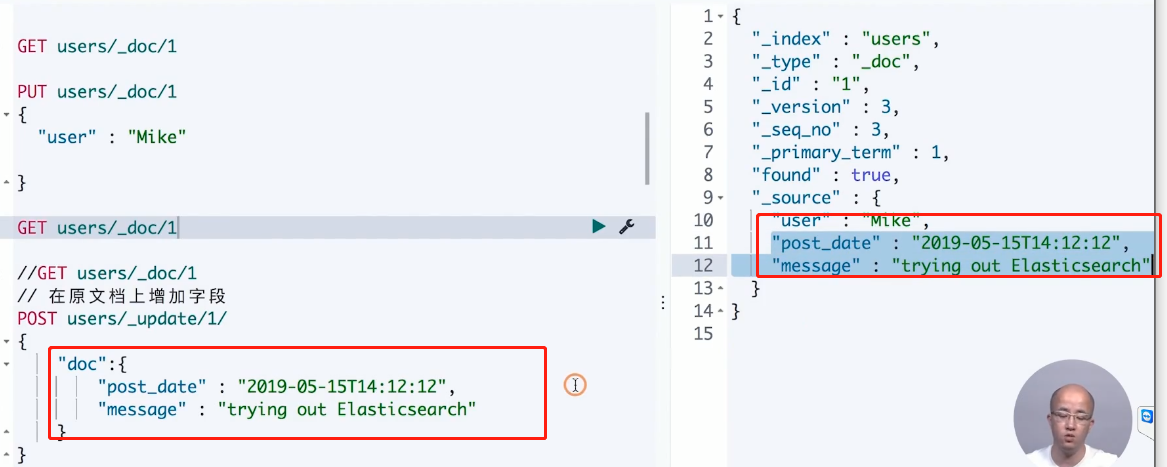 GET users/_doc/1
PUT users/_doc/1
{
"user" : "Mike"
}
GET users/_doc/1
//GET users/_doc/1
// 在原文档上增加字段
POST users/_update/1/
{
"doc":{
"post_date" : "2019-05-15T14:12:12",
"message" : "trying out Elasticsearch"
}
}
1 {
2 "_index" : "users",
3 "_type" : "_doc",
4 "_id" : "1",
5 "_version" : 3,
6 "_seq_no" : 3,
7 "_primary_term" : 1,
8 "found" : true,
9 "_source" : {
10 "user" : "Mike",
11 "post_date" : "2019-05-15T14:12:12",
12 "message" : "trying out Elasticsearch"
13 }
14 }
15